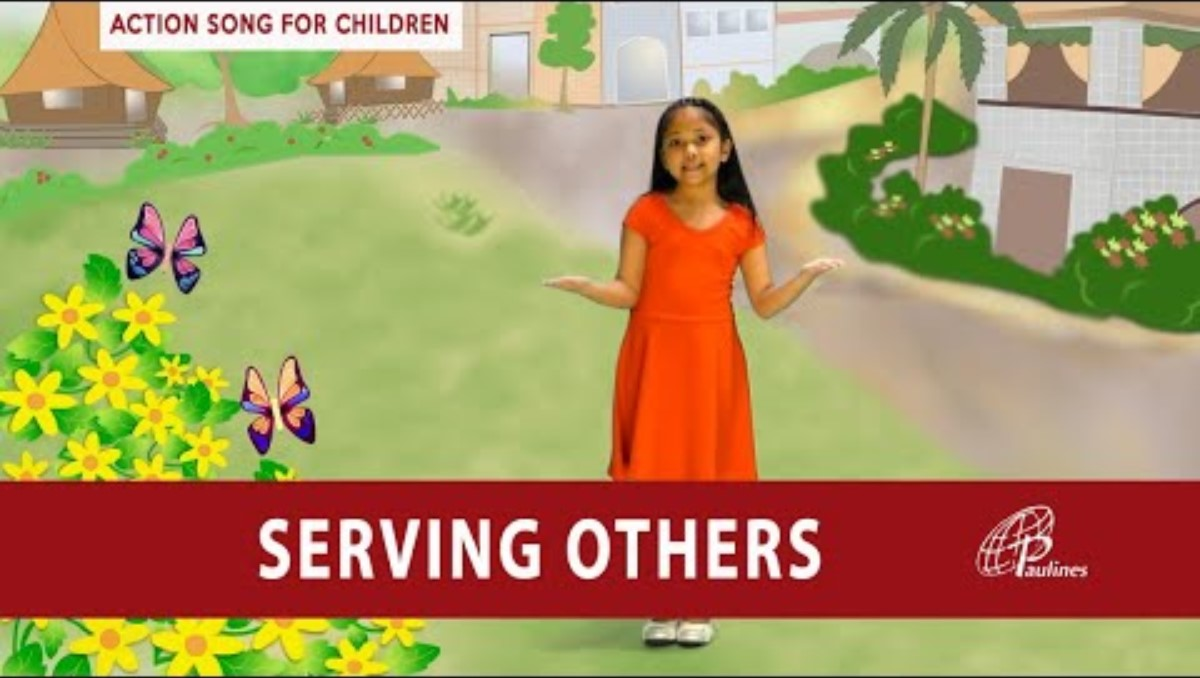 ACTION SONG FOR CHILDREN
SERVING OTHERS
Paulines